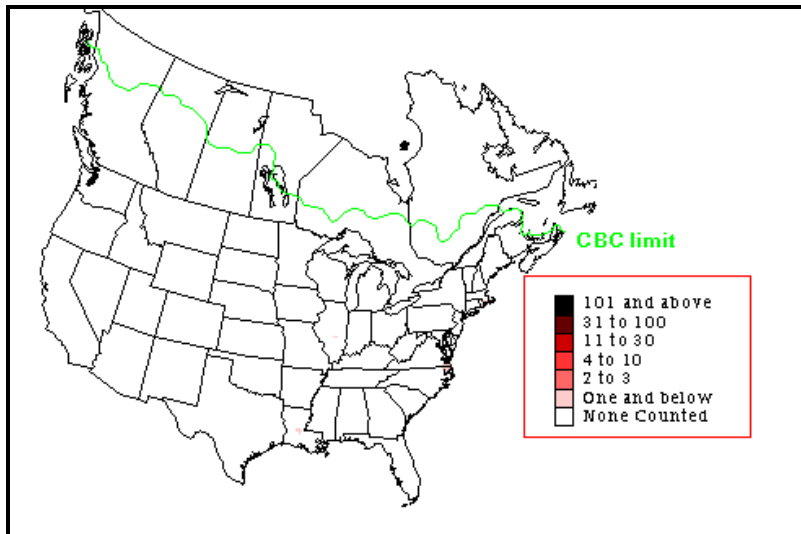 CBC limit
101 and above
31 to 100
11 to 30
4 to 10
2 to 3
One and below
None Counted